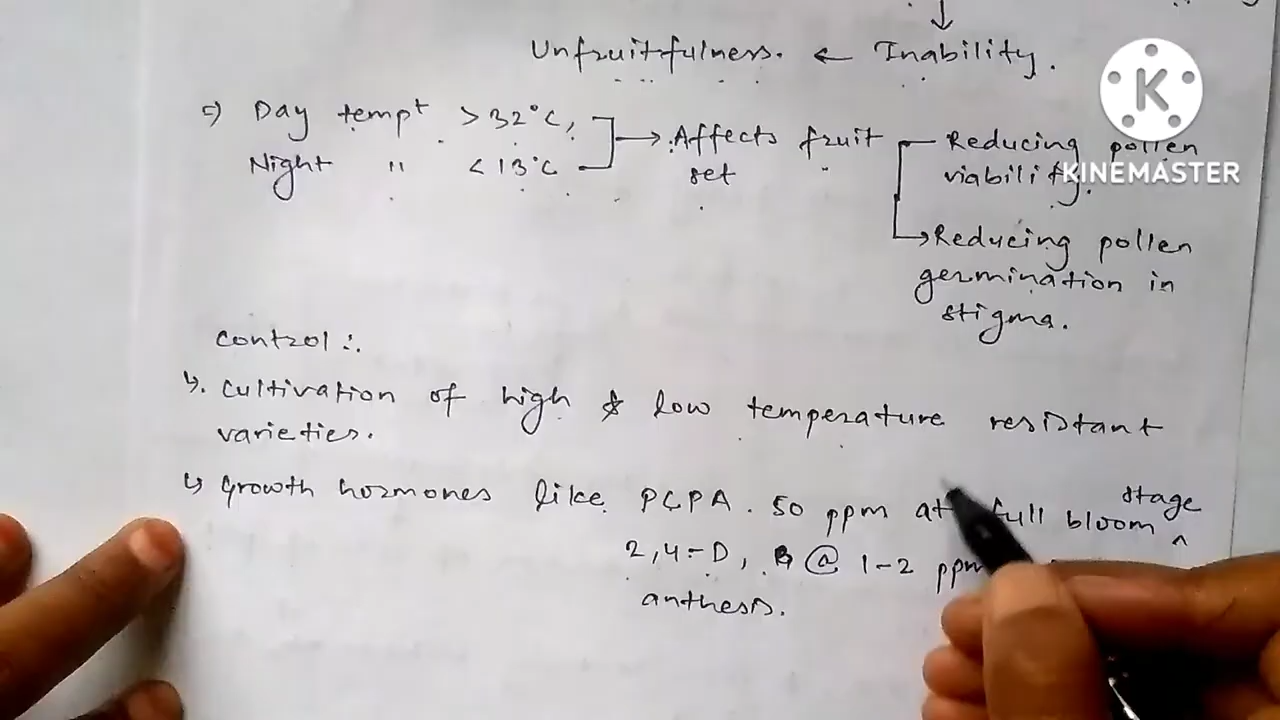 Unfruitfulness. ← Inability.
c) Day tempt > 32°C,
Night " < 13°C
→ Affects fruit set
Reducing pollen
viability.
→ Reducing pollen
germination in
stigma.
K
KINEMASTER
Control :.
↳. Cultivation of high & low temperature resistant
varieties.
↳ Growth hormones like PCPA. 50 ppm at full bloom stage
2,4-D, @ 1-2 ppm
anthesis.